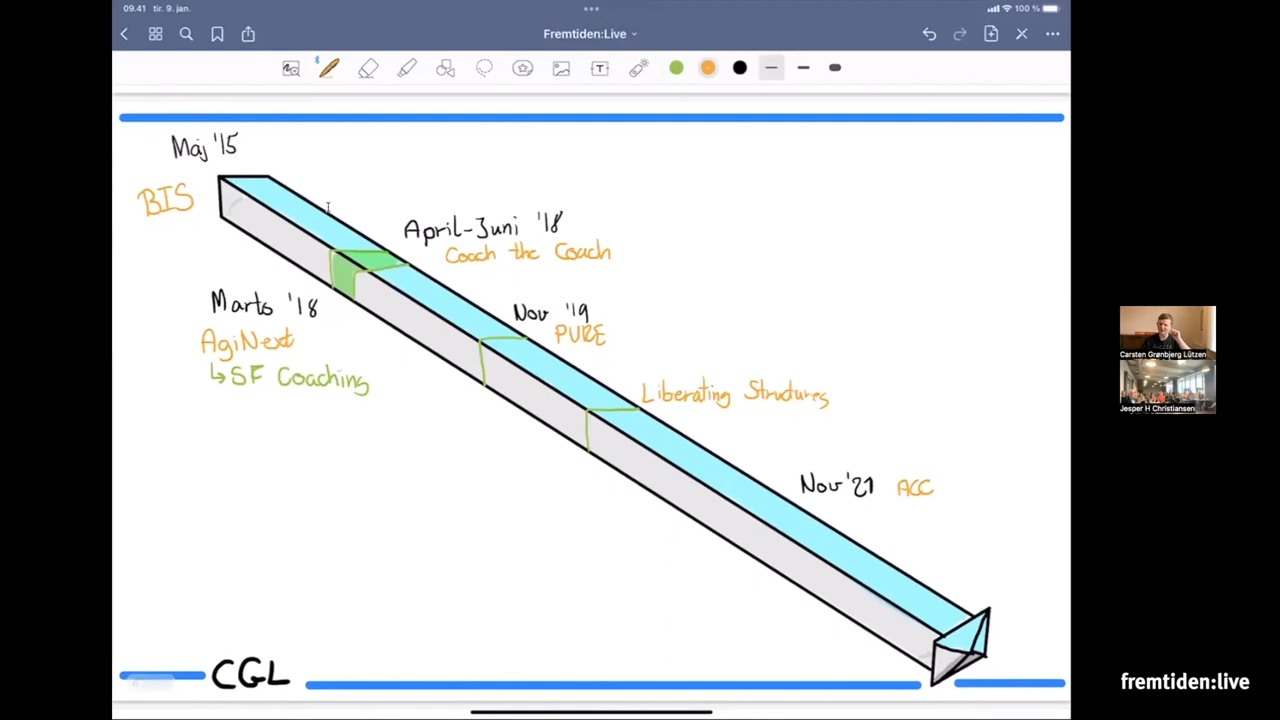 09.41 tir. 9. jan.
100 %
Fremtiden:Live
Maj '15
BIS
April-Juni '18
Coach the Coach
Marts '18
AgiNext
↳SF Coaching
Nov '19
PURE
Liberating Structures
Nov '21 ACC
CGL
Carsten Grønbjerg Lützen
Jesper H Christiansen
fremtiden:live